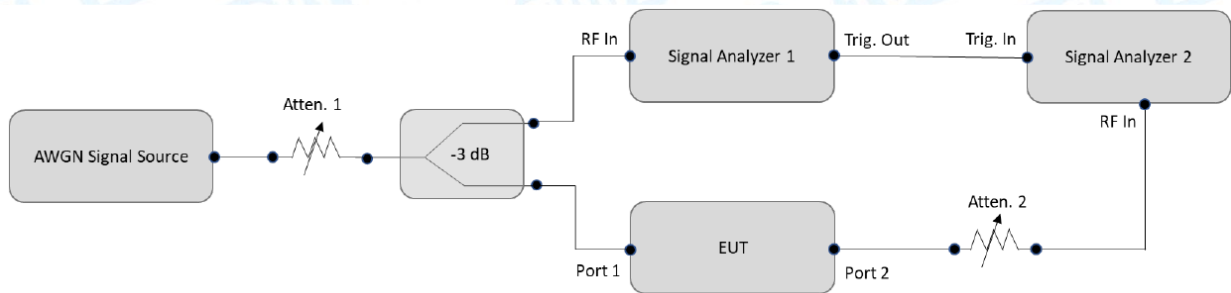 RF In
Signal Analyzer 1
Trig. Out
Trig. In
Signal Analyzer 2
RF In
Atten. 1
AWGN Signal Source
-3 dB
Atten. 2
EUT
Port 1
Port 2